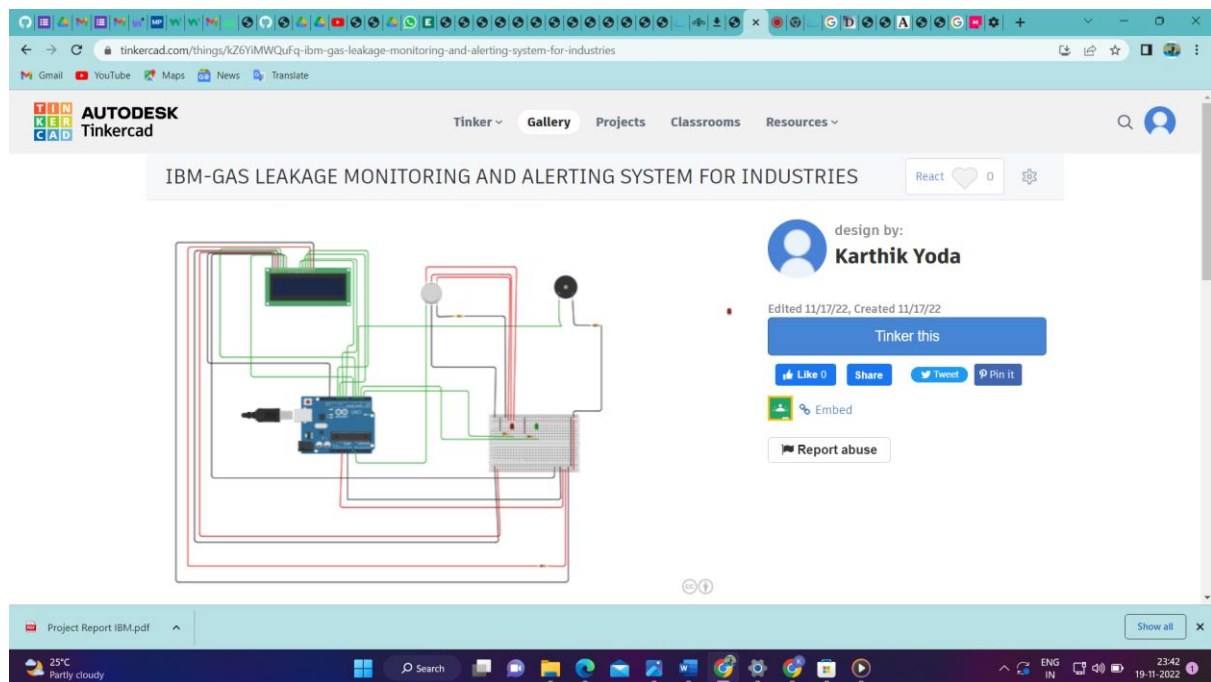 tinkercad.com/things/kZ6YiMWQuFq-ibm-gas-leakage-monitoring-and-alerting-system-for-industries
Gmail YouTube Maps News Translate
TINKERCAD AUTODESK Tinkercad
Tinker Gallery Projects Classrooms Resources
IBM-GAS LEAKAGE MONITORING AND ALERTING SYSTEM FOR INDUSTRIES React 0
design by:
Karthik Yoda
Edited 11/17/22, Created 11/17/22
Tinker this
Like 0 Share Tweet Pin it
Embed
Report abuse
Project Report IBM.pdf Show all
25°C
Partly cloudy
Search
ENG
IN
23:42
19-11-2022
1